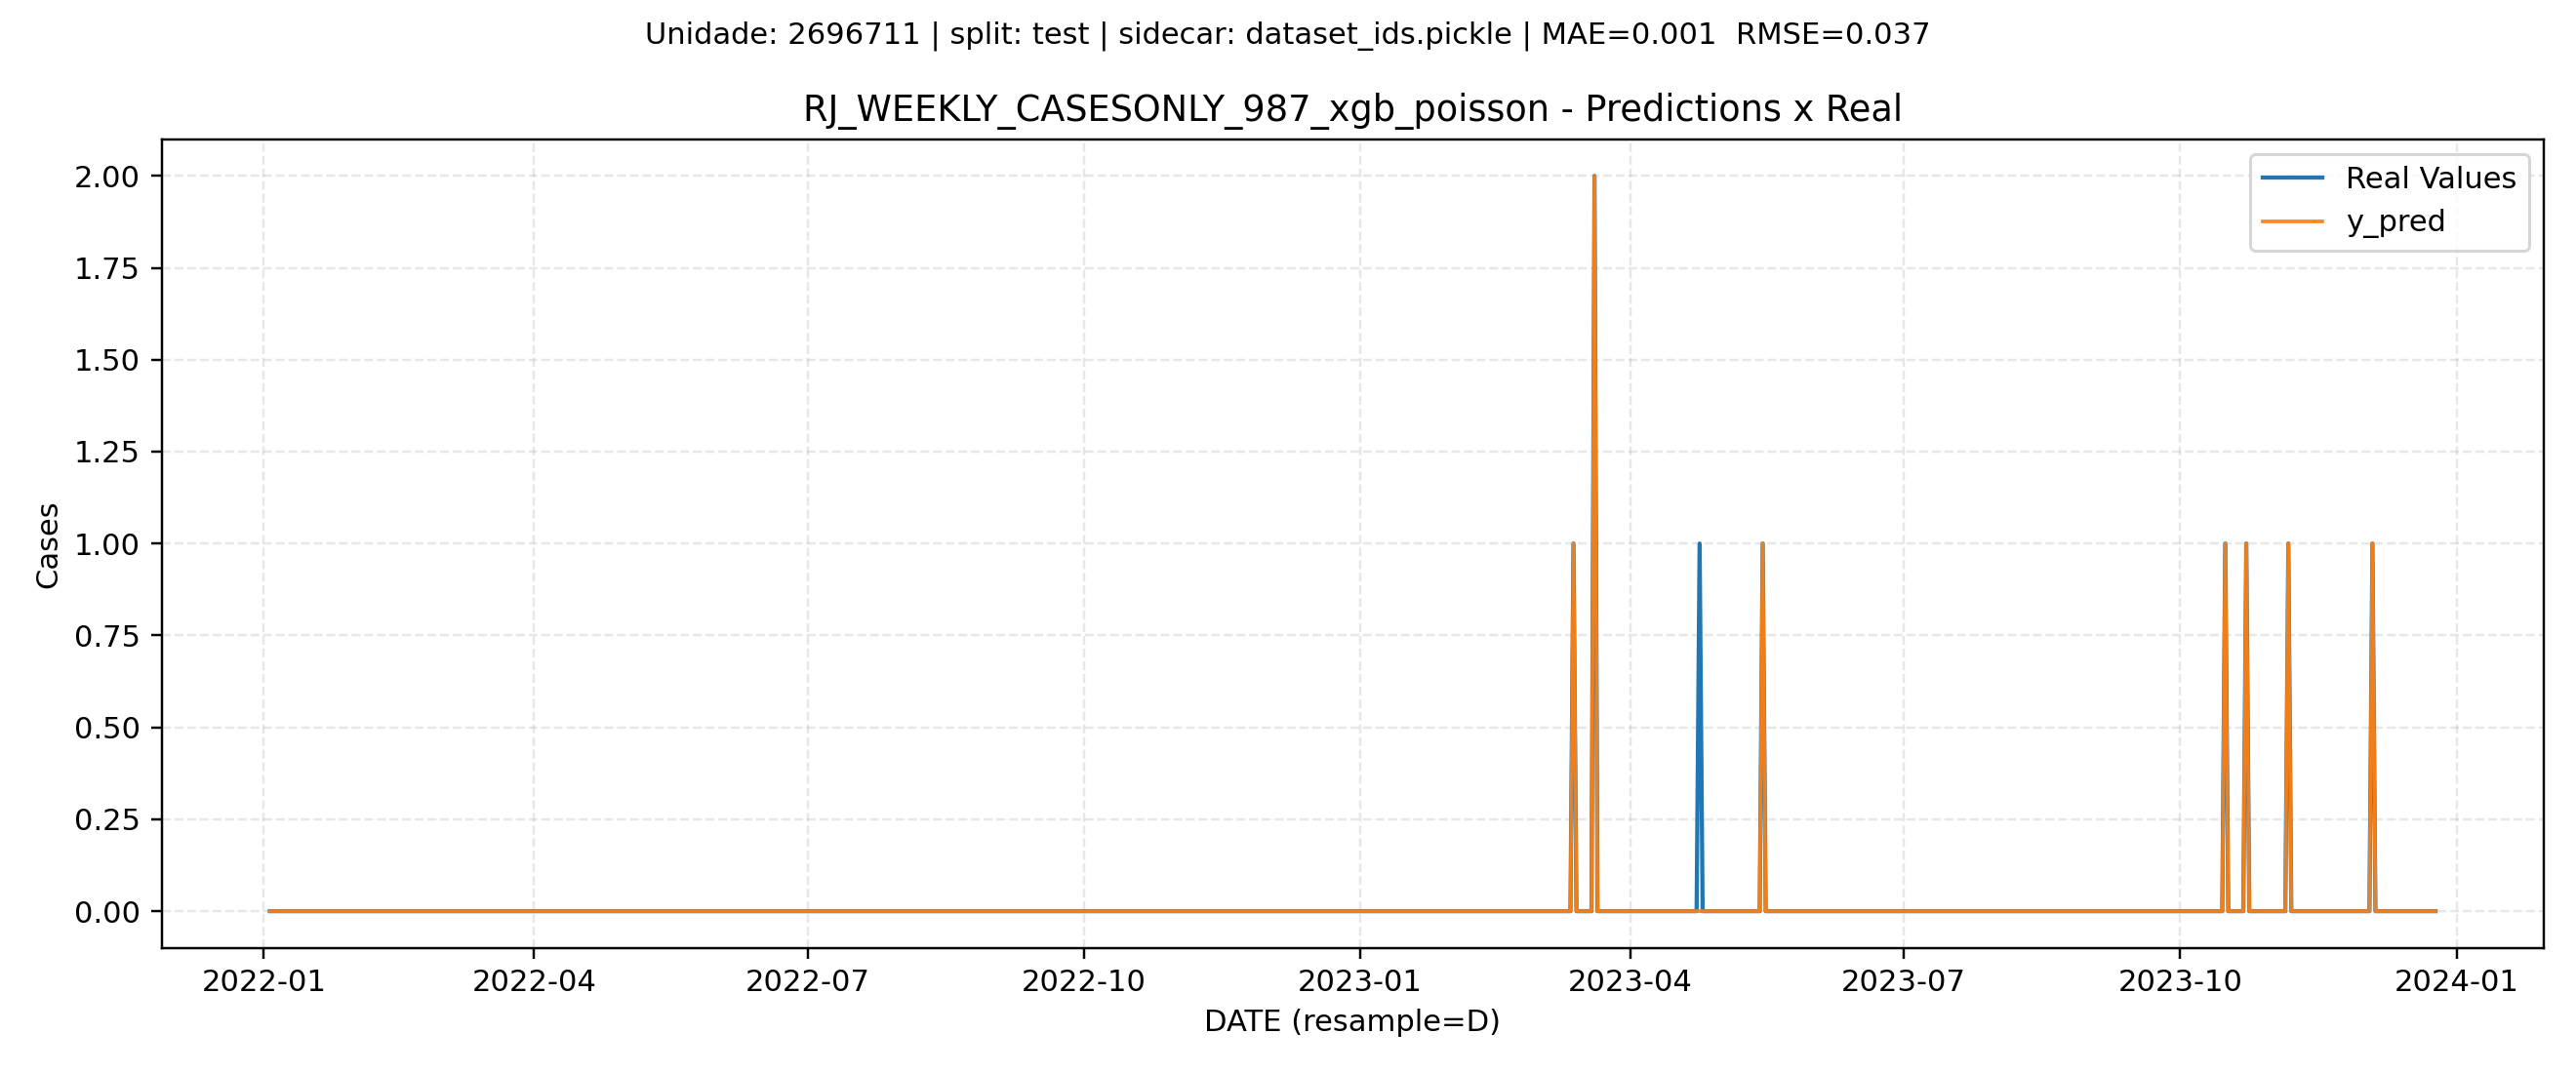 Unidade: 2696711 | split: test | sidecar: dataset_ids.pickle | MAE=0.001  RMSE=0.037
RJ_WEEKLY_CASESONLY_987_xgb_poisson - Predictions x Real
Real Values
y_pred
Cases
2.00
1.75
1.50
1.25
1.00
0.75
0.50
0.25
0.00
2022-01 2022-04 2022-07 2022-10 2023-01 2023-04 2023-07 2023-10 2024-01
DATE (resample=D)